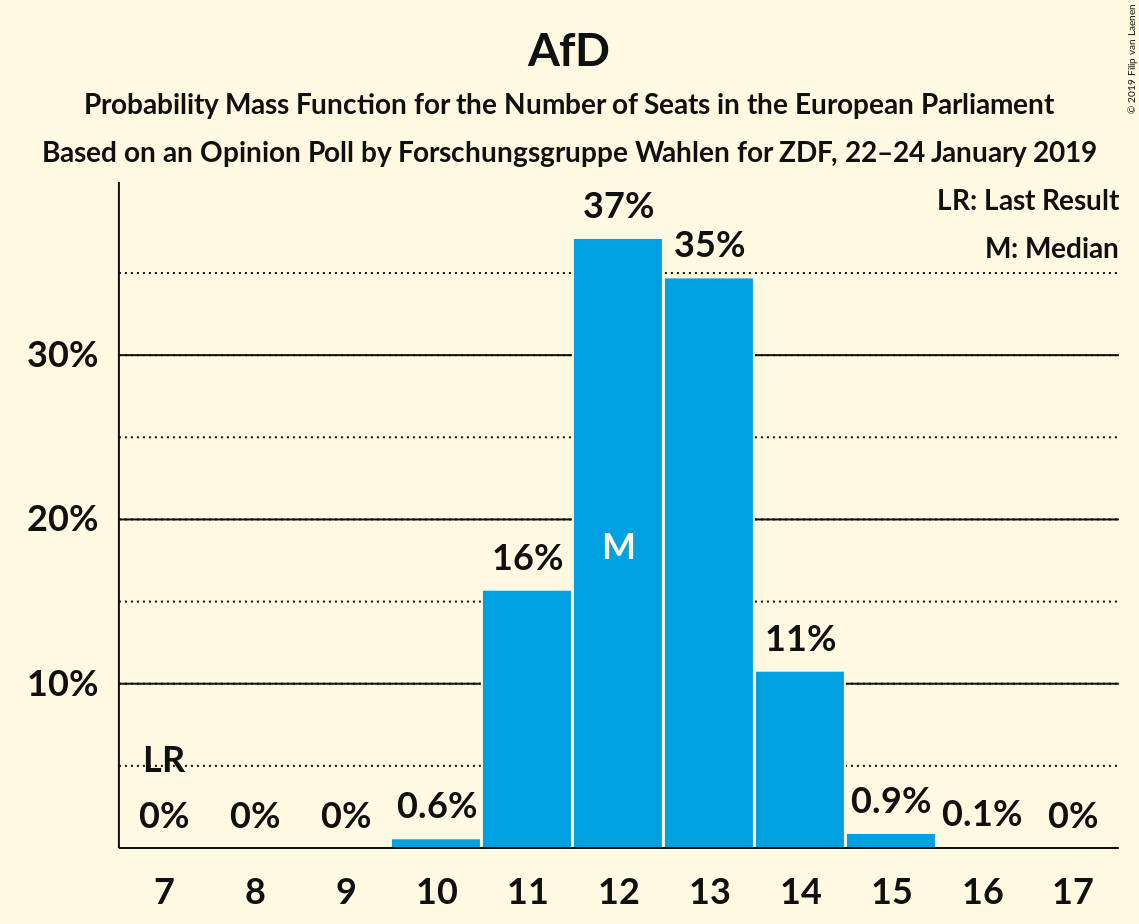 AfD
Probability Mass Function for the Number of Seats in the European Parliament
Based on an Opinion Poll by Forschungsgruppe Wahlen for ZDF, 22–24 January 2019
© 2019 Filip van Laenen
LR: Last Result
M: Median
37%
35%
30%
20%
16%
M
11%
10%
LR
0%
0%
0%
0.6%
0.9%
0.1%
0%
7 8 9 10 11 12 13 14 15 16 17